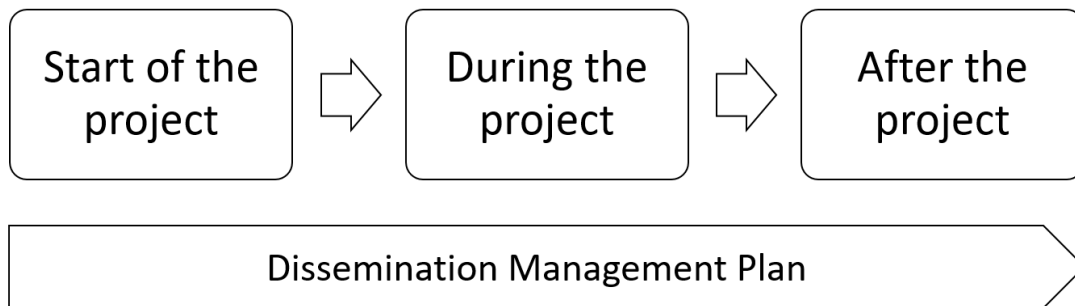 Start of the
project
During the
project
After the
project
Dissemination Management Plan